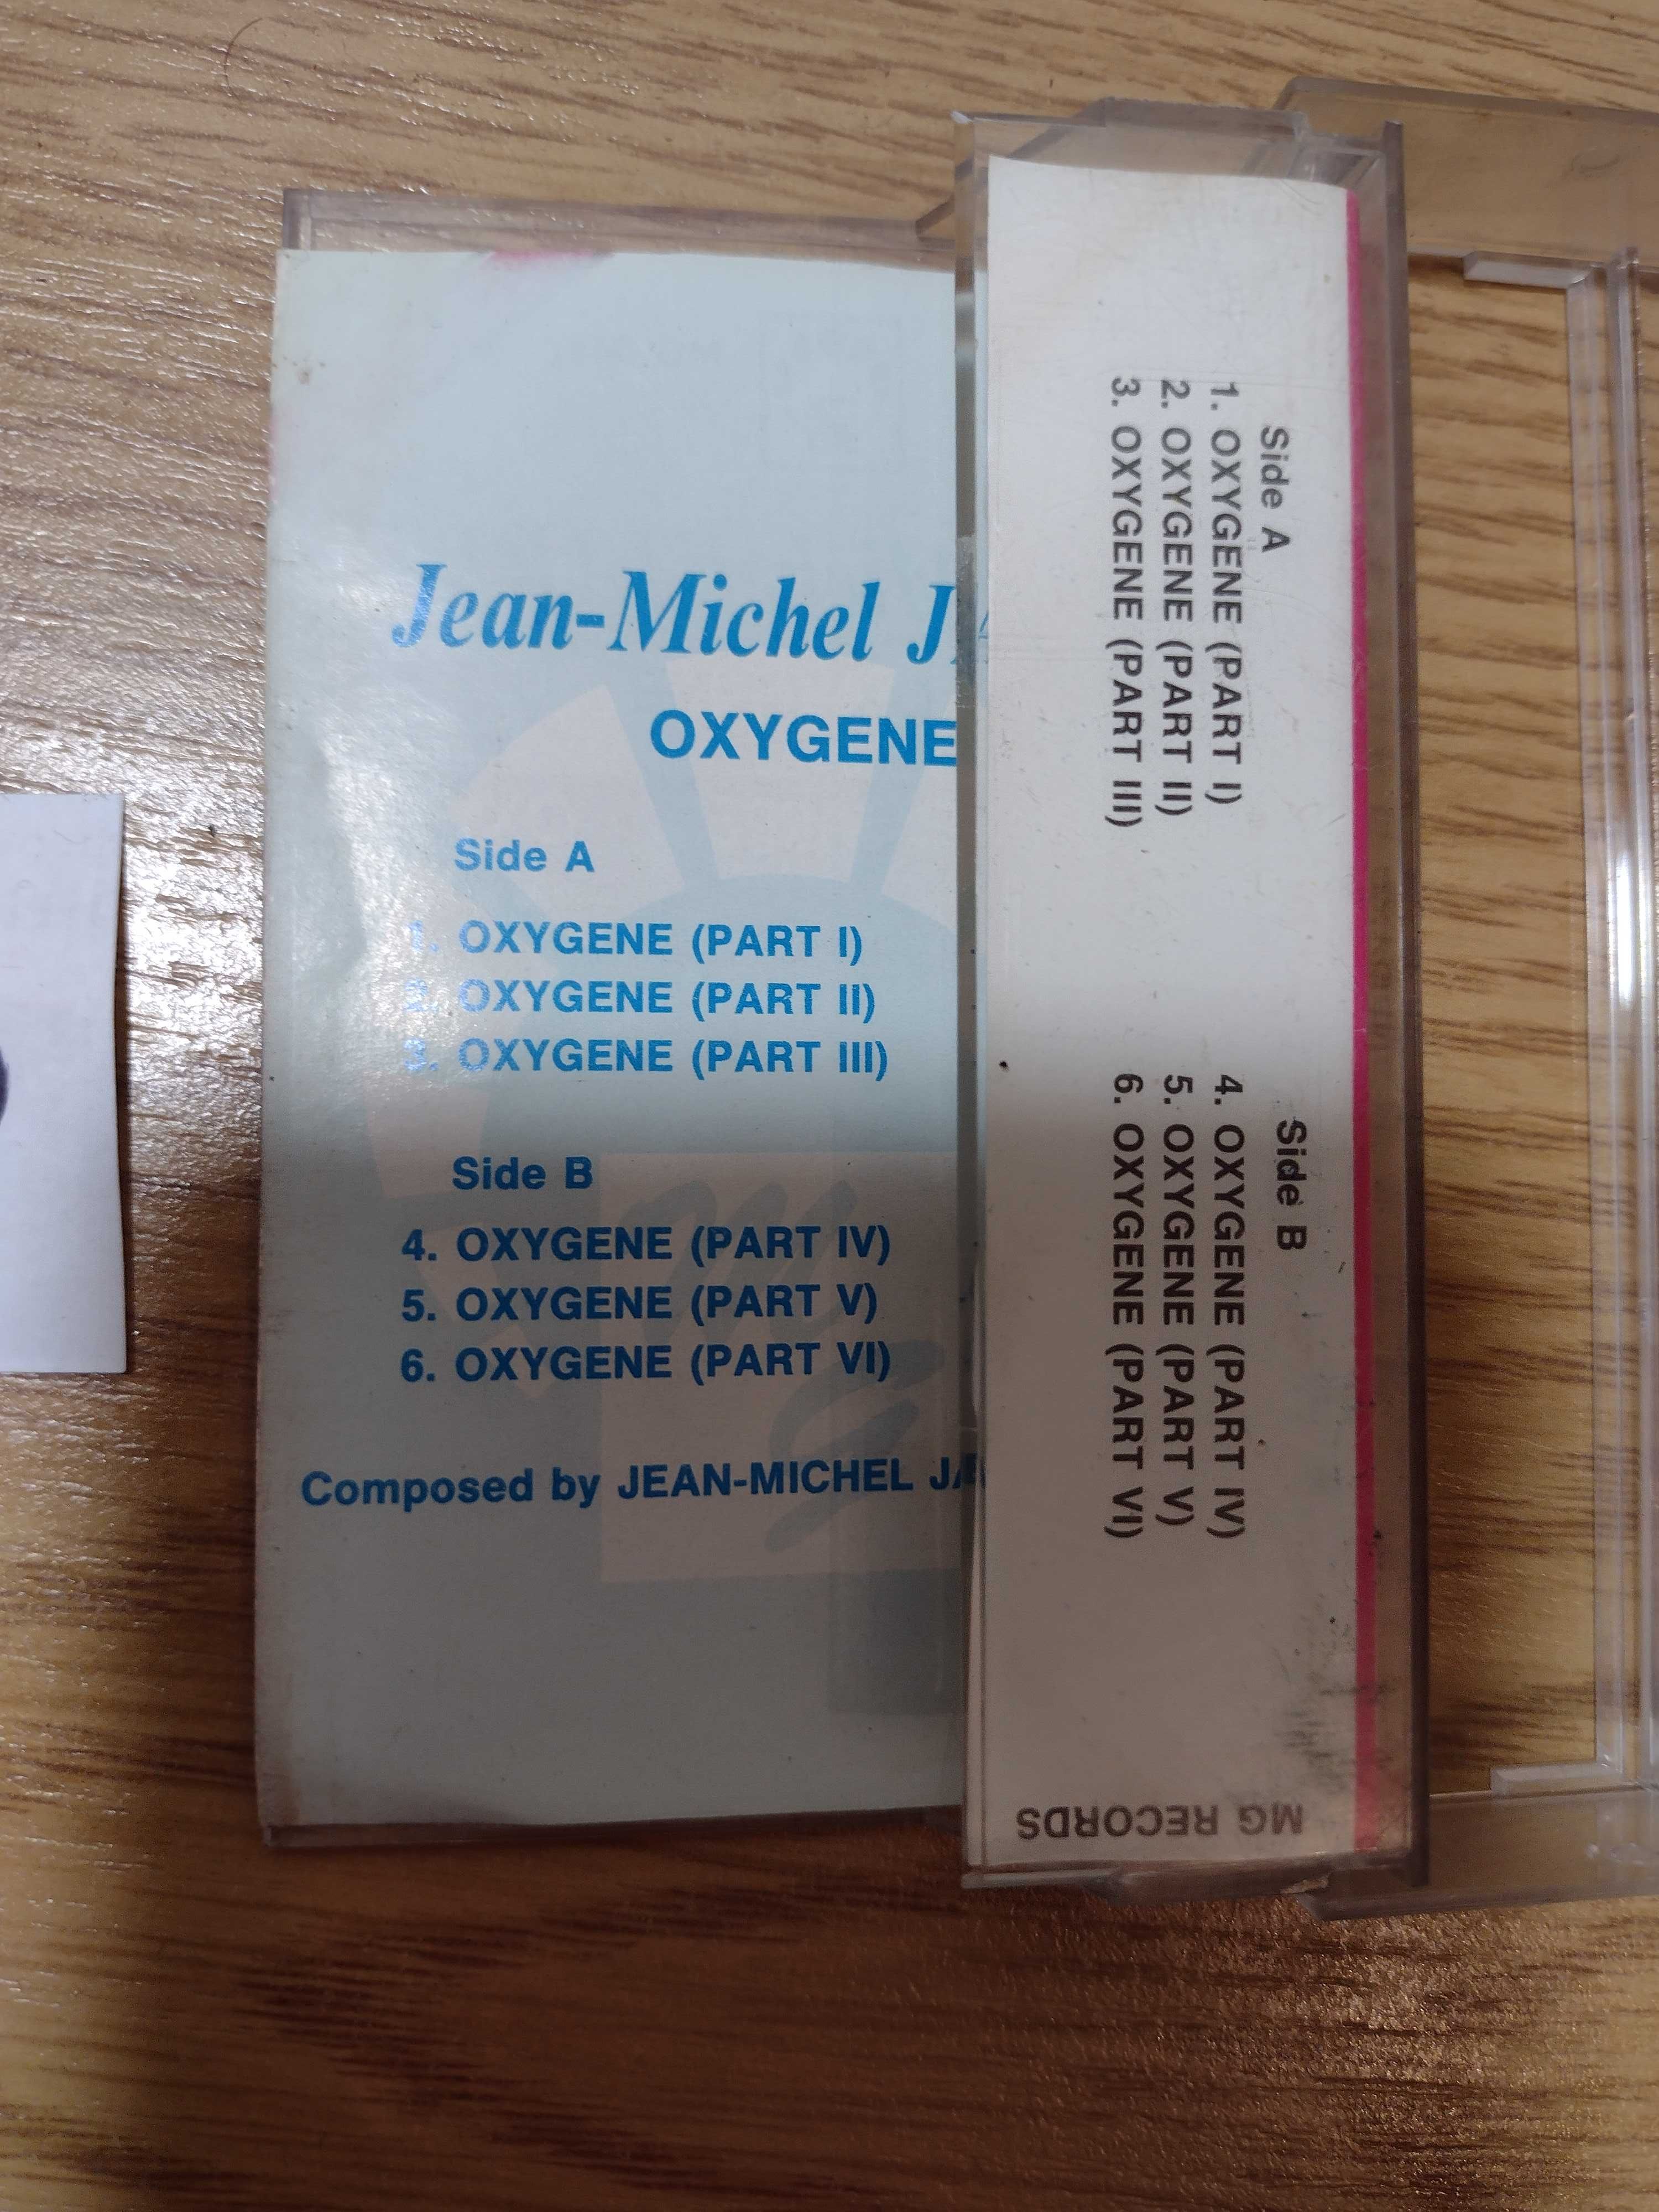 Jean-Michel J
OXYGENE
Side A
1. OXYGENE (PART I)
2. OXYGENE (PART II)
3. OXYGENE (PART III)
Side B
4. OXYGENE (PART IV)
5. OXYGENE (PART V)
6. OXYGENE (PART VI)
Composed by JEAN-MICHEL JA
Side A
1. OXYGENE (PART I)
2. OXYGENE (PART II)
3. OXYGENE (PART III)
Side B
4. OXYGENE (PART IV)
5. OXYGENE (PART V)
6. OXYGENE (PART VI)
MG RECORDS
MG